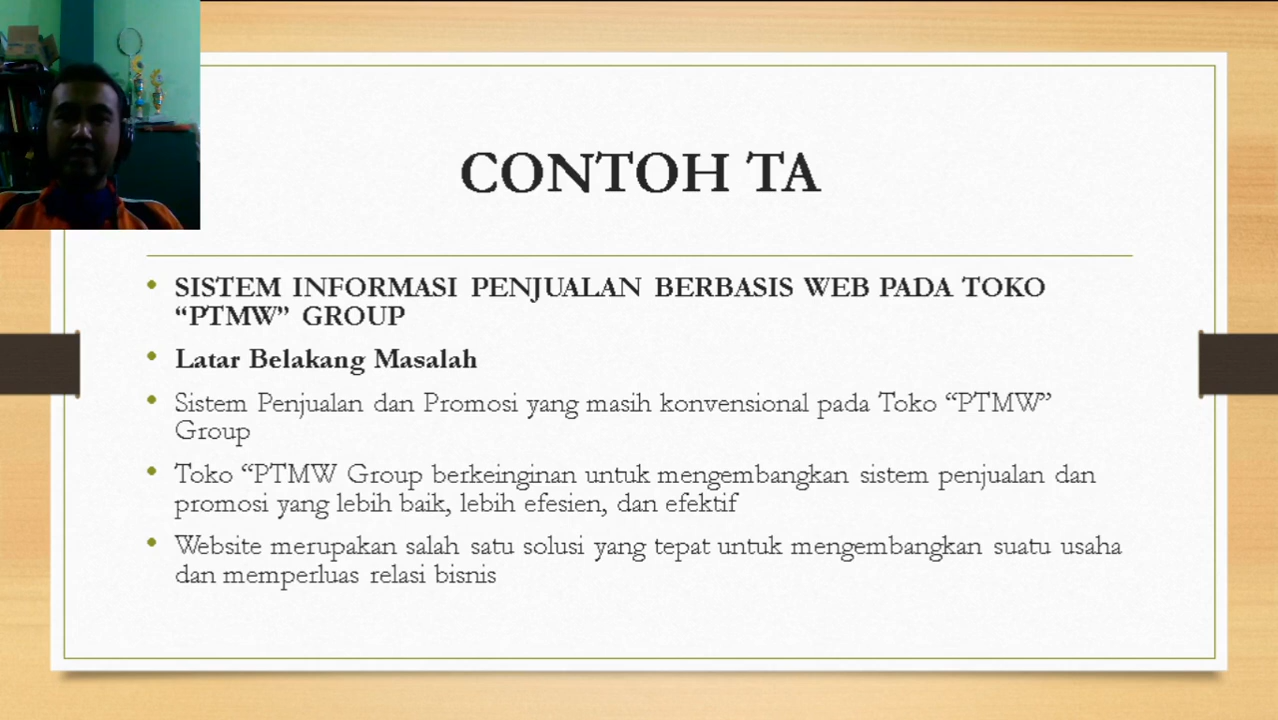 CONTOH TA
• SISTEM INFORMASI PENJUALAN BERBASIS WEB PADA TOKO
“PTMW” GROUP
• Latar Belakang Masalah
• Sistem Penjualan dan Promosi yang masih konvensional pada Toko “PTMW”
Group
• Toko “PTMW Group berkeinginan untuk mengembangkan sistem penjualan dan
promosi yang lebih baik, lebih efesien, dan efektif
• Website merupakan salah satu solusi yang tepat untuk mengembangkan suatu usaha
dan memperluas relasi bisnis